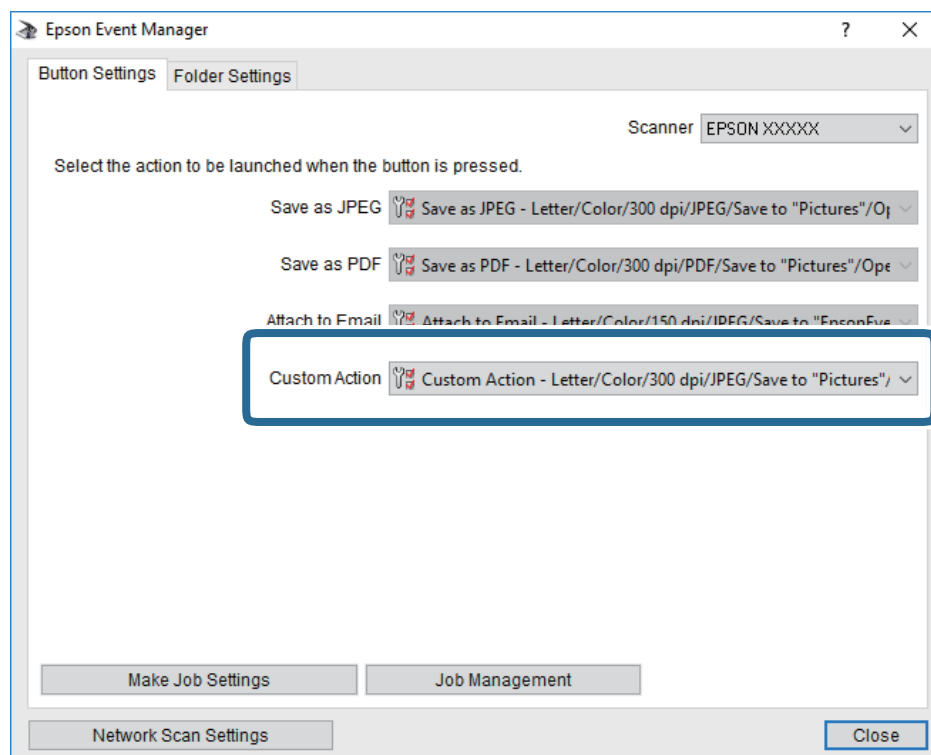 Epson Event Manager
Button Settings Folder Settings
Scanner EPSON XXXXX
Select the action to be launched when the button is pressed.
Save as JPEG Save as JPEG - Letter/Color/300 dpi/JPEG/Save to "Pictures"/Op
Save as PDF Save as PDF - Letter/Color/300 dpi/PDF/Save to "Pictures"/Ope
Attach to Email Attach to Email - Letter/Color/150 dpi/JPEG/Save to "EpsonEve
Custom Action Custom Action - Letter/Color/300 dpi/JPEG/Save to "Pictures"/
Make Job Settings Job Management
Network Scan Settings Close